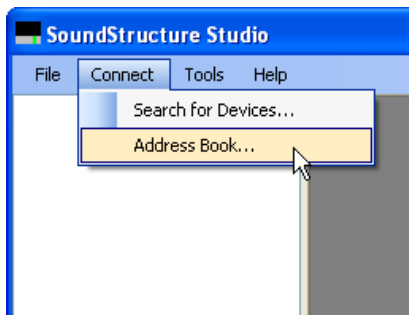 SoundStructure Studio
File Connect Tools Help
Search for Devices...
Address Book...